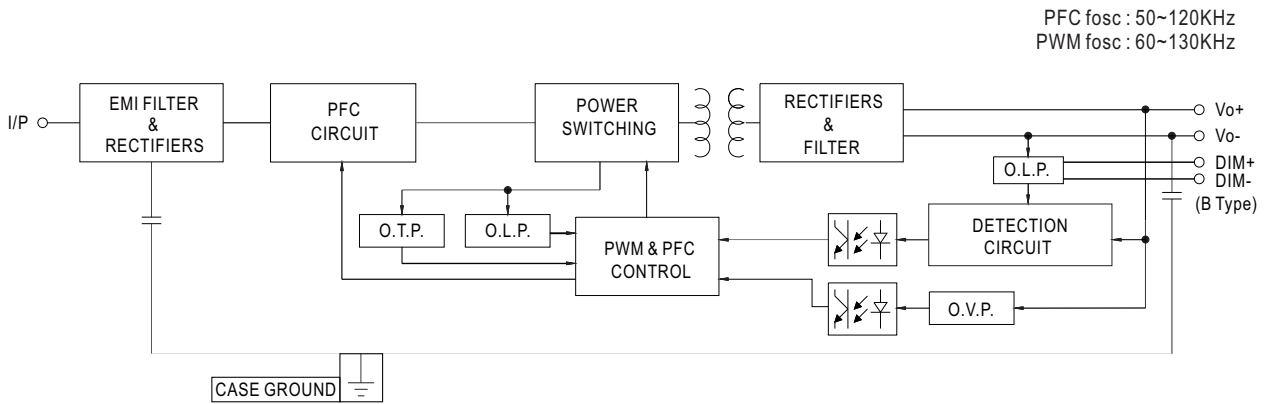 PFC fosc : 50~120KHz
PWM fosc : 60~130KHz
I/P
EMI FILTER
&
RECTIFIERS
PFC
CIRCUIT
POWER
SWITCHING
RECTIFIERS
&
FILTER
Vo+
Vo-
DIM+
DIM-
(B Type)
O.L.P.
O.T.P.
O.L.P.
PWM & PFC
CONTROL
DETECTION
CIRCUIT
O.V.P.
CASE GROUND